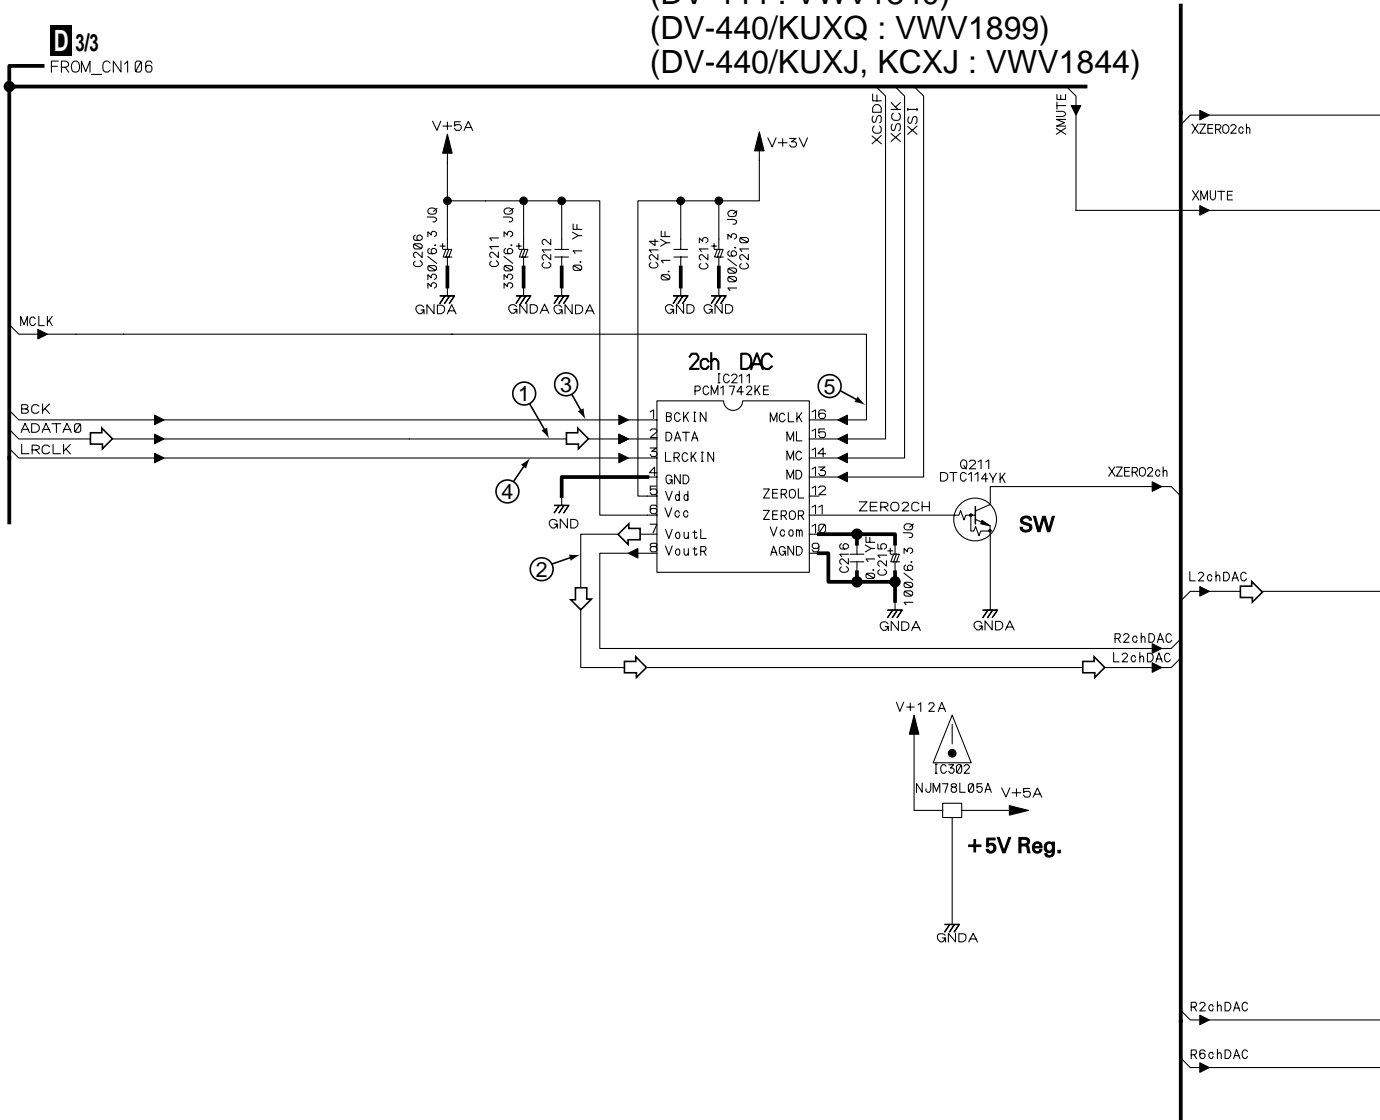 (DV-440/KUXQ : VWV1899)
(DV-440/KUXJ, KCXJ : VWV1844)
D 3/3
FROM_CN106
XCSDF
XSCK
XSI
XMUTE
XZERO2ch
XMUTE
V+5A
V+3V
C206
330/6.3 JQ
C211
330/6.3 JQ
C212
0.1 YF
C214
0.1 YF
C213
100/6.3 JQ
C210
GNDA
GNDA
GNDA
GND
GND
MCLK
2ch DAC
IC211
PCM1742KE
1
3
5
BCK
ADATA0
LRCLK
4
1 BCKIN
2 DATA
3 LRCKIN
4 GND
5 Vdd
6 Vcc
7 VoutL
8 VoutR
MCLK 16
ML 15
MC 14
MD 13
ZEROL 12
ZEROR 11
Vcom 10
AGND 9
GND
2
ZERO2CH
Q211
DTC114YK
SW
XZERO2ch
C216
0.1 YF
C215
100/6.3 JQ
GNDA
GNDA
L2chDAC
R2chDAC
L2chDAC
V+12A
IC302
NJM78L05A
V+5A
+5V Reg.
GNDA
R2chDAC
R6chDAC